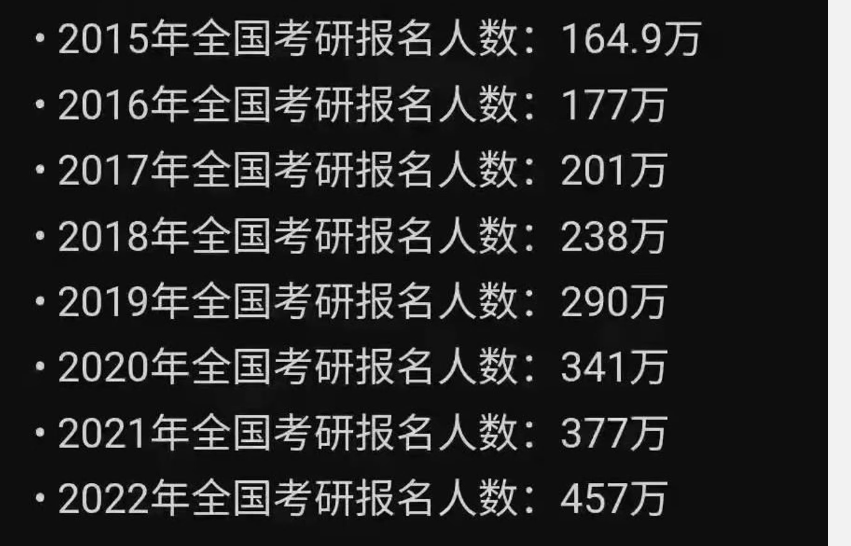 • 2015年全国考研报名人数：164.9万
• 2016年全国考研报名人数：177万
• 2017年全国考研报名人数：201万
• 2018年全国考研报名人数：238万
• 2019年全国考研报名人数：290万
• 2020年全国考研报名人数：341万
• 2021年全国考研报名人数：377万
• 2022年全国考研报名人数：457万